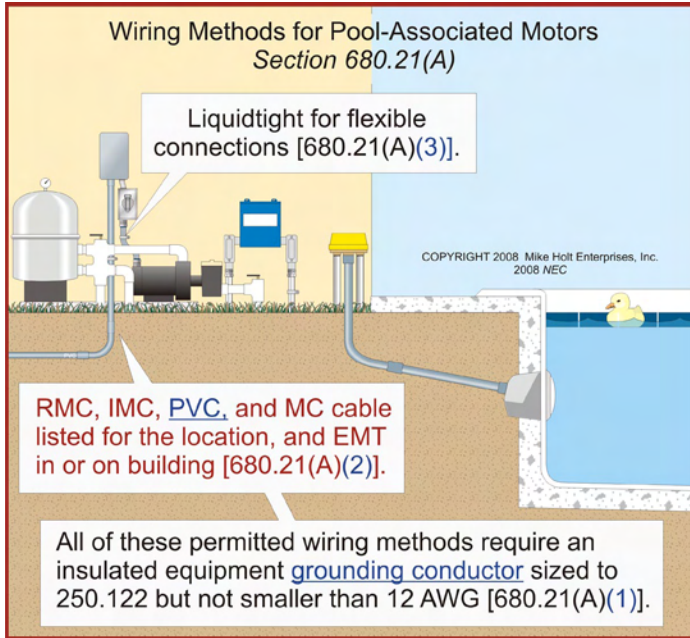 Wiring Methods for Pool-Associated Motors
Section 680.21(A)
Liquidtight for flexible
connections [680.21(A)(3)].
COPYRIGHT 2008 Mike Holt Enterprises, Inc.
2008 NEC
RMC, IMC, PVC, and MC cable
listed for the location, and EMT
in or on building [680.21(A)(2)].
All of these permitted wiring methods require an
insulated equipment grounding conductor sized to
250.122 but not smaller than 12 AWG [680.21(A)(1)].